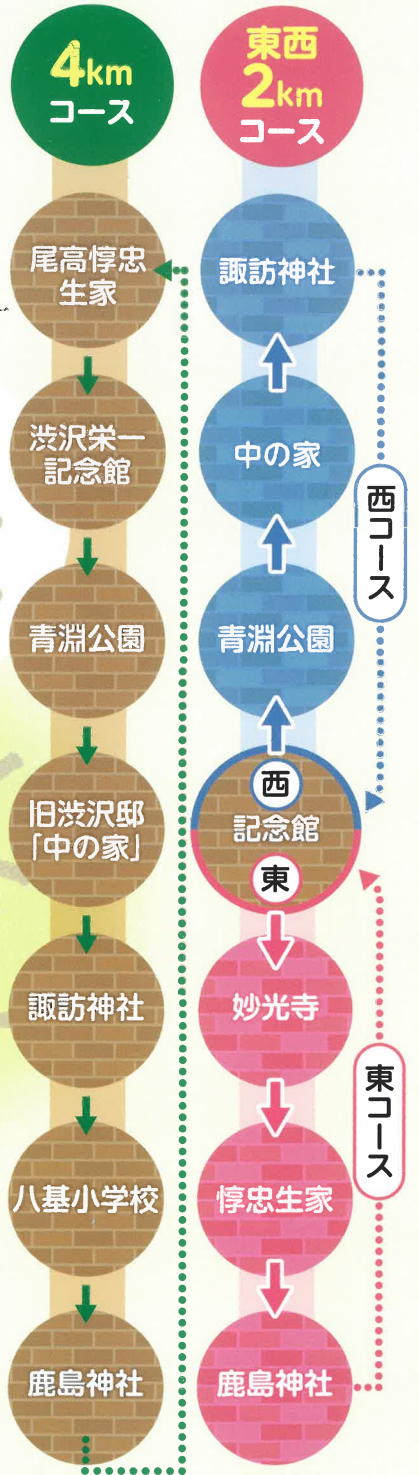 4km
コース
尾高惇忠
生家
渋沢栄一
記念館
青淵公園
旧渋沢邸
「中の家」
諏訪神社
八基小学校
鹿島神社
東西
2km
コース
諏訪神社
中の家
青淵公園
西
記念館
東
妙光寺
惇忠生家
鹿島神社
西コース
東コース